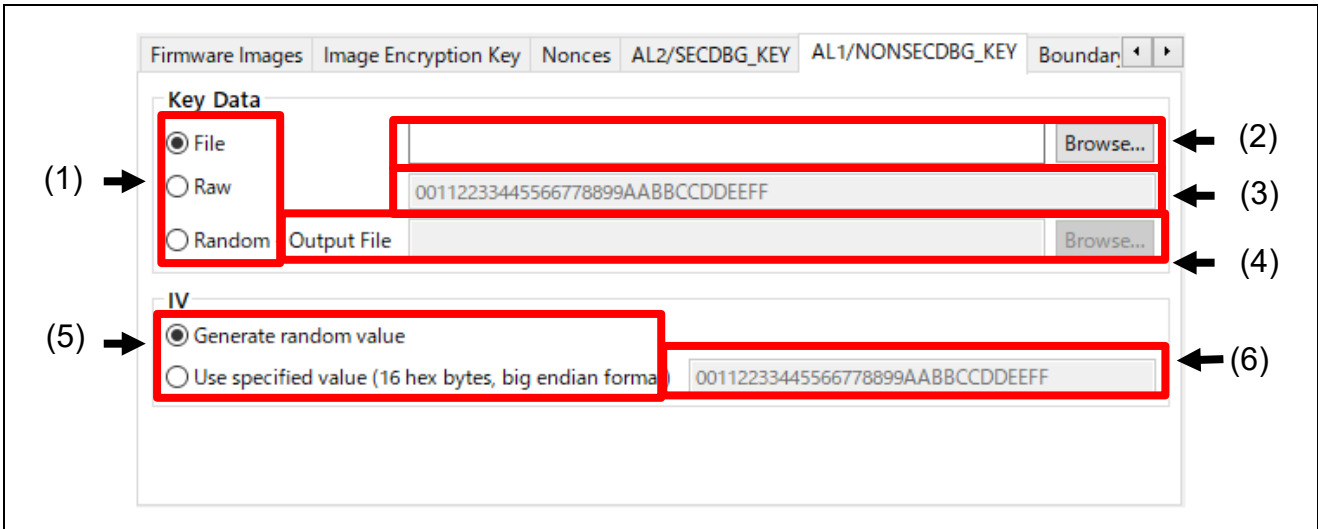 Firmware Images Image Encryption Key Nonces AL2/SECDBG_KEY AL1/NONSECDBG_KEY
Key Data
(1)
File Browse... (2)
Raw 00112233445566778899AABBCCDDEEFF (3)
Random Output File Browse... (4)
IV
(5)
Generate random value
Use specified value (16 hex bytes, big endian format) 00112233445566778899AABBCCDDEEFF (6)